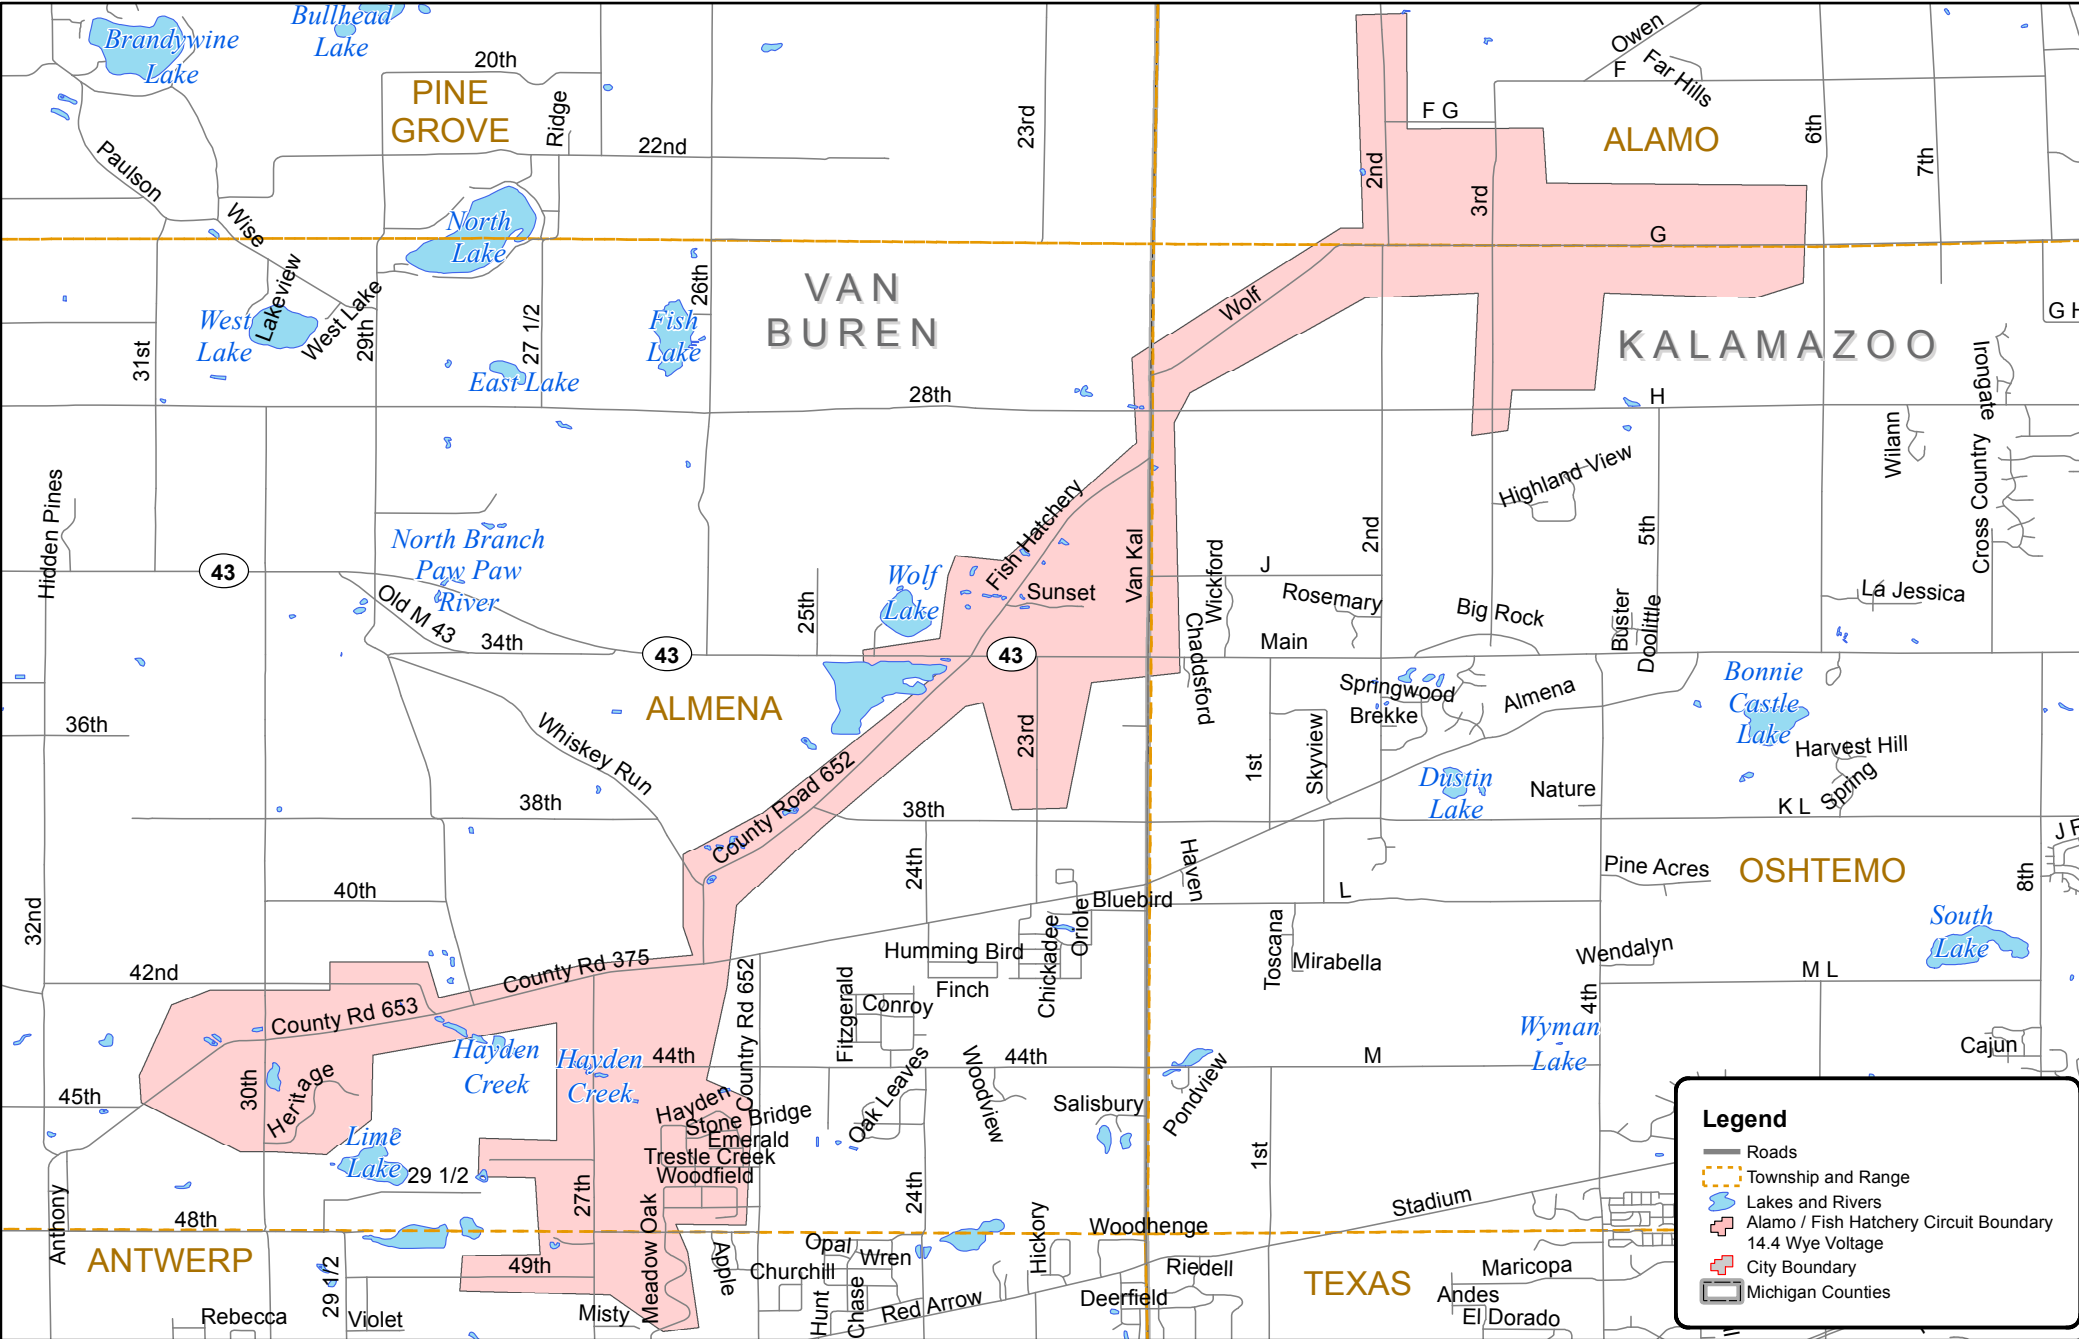 Bullhead
Lake
Brandywine
Lake
20th
PINE
GROVE
Ridge
22nd
23rd
Owen
F
Far Hills
F G
ALAMO
6th
7th
2nd
3rd
Paulson
Wise
North
Lake
G
Lakeview
West Lake
West
Lake
31st
29th
27 1/2
26th
Fish
Lake
East Lake
VAN
BUREN
Wolf
KALAMAZOO
G H
Irongate
28th
H
Wilann
Cross Country
Highland View
Hidden Pines
43
North Branch
Paw Paw
River
Old M 43
34th
43
25th
Wolf
Lake
Fish Hatchery
Sunset
Van Kal
43
J
Wickford
Chaddsford
Rosemary
Main
2nd
Big Rock
5th
Buster
Doolittle
La Jessica
Bonnie
Castle
Lake
ALMENA
36th
Whiskey Run
23rd
Springwood
Brekke
Almena
1st
Skyview
Dustin
Lake
Nature
Harvest Hill
Spring
K L
38th
County Road 652
38th
24th
Haven
Pine Acres
OSHTEMO
8th
40th
32nd
Bluebird
L
Oriole
Chickadee
Humming Bird
Finch
Toscana
Mirabella
Wendalyn
South
Lake
M L
42nd
County Rd 375
County Rd 653
Country Rd 652
Fitzgerald
Conroy
4th
Wyman
Lake
Cajun
Hayden
Creek
Hayden
Creek
44th
44th
M
45th
30th
Heritage
Oak Leaves
Woodview
Salisbury
Pondview
Hayden
Stone Bridge
Emerald
Trestle Creek
Woodfield
Lime
Lake
29 1/2
27th
Meadow Oak
24th
1st
Stadium
Anthony
48th
ANTWERP
29 1/2
49th
Apple
Opal
Wren
Churchill
Hunt
Chase
Red Arrow
Hickory
Woodhenge
Riedell
Deerfield
TEXAS
Maricopa
Andes
El Dorado
Rebecca
Violet
Misty
Legend
Roads
Township and Range
Lakes and Rivers
Alamo / Fish Hatchery Circuit Boundary
14.4 Wye Voltage
City Boundary
Michigan Counties